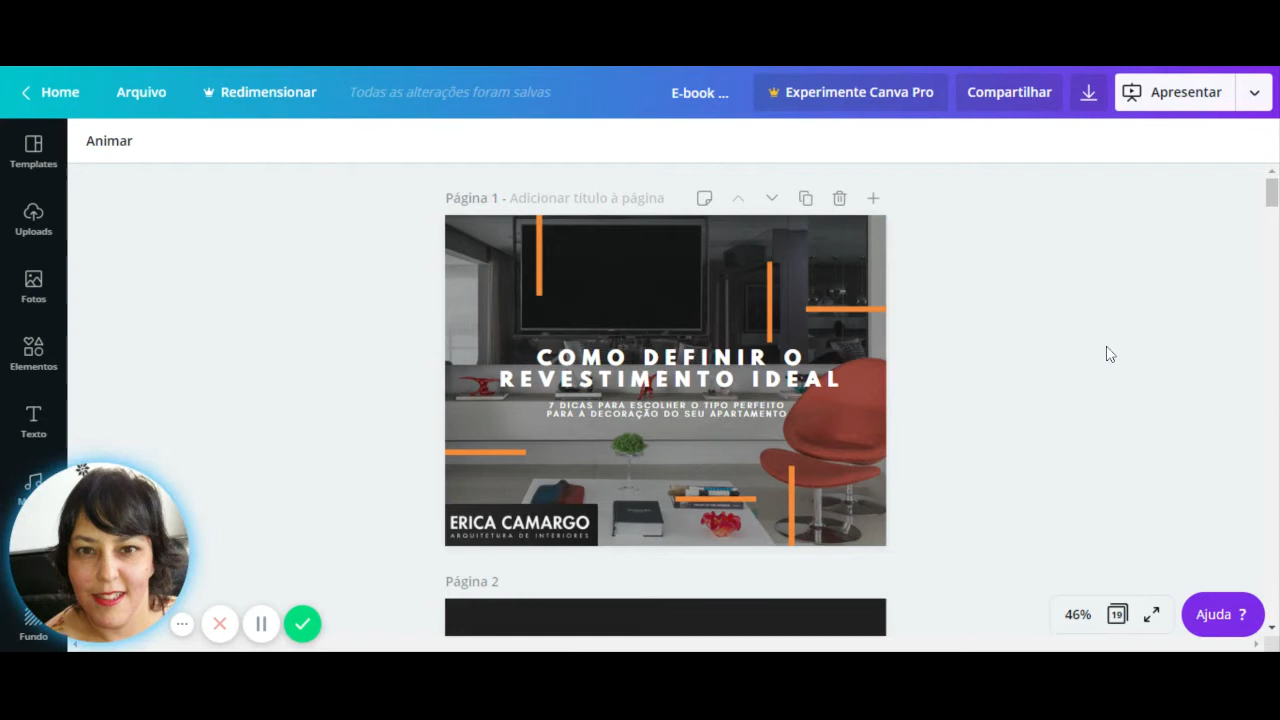 Home
Arquivo
Redimensionar
Todas as alterações foram salvas
E-book ...
Experimente Canva Pro
Compartilhar
Apresentar
Templates
Animar
Uploads
Fotos
Elementos
Texto
Fundo
Página 1 - Adicionar título à página
COMO DEFINIR O
REVESTIMENTO IDEAL
7 DICAS PARA ESCOLHER O TIPO PERFEITO
PARA A DECORAÇÃO DO SEU APARTAMENTO
ERICA CAMARGO
ARQUITETURA DE INTERIORES
Página 2
46%
19
Ajuda ?